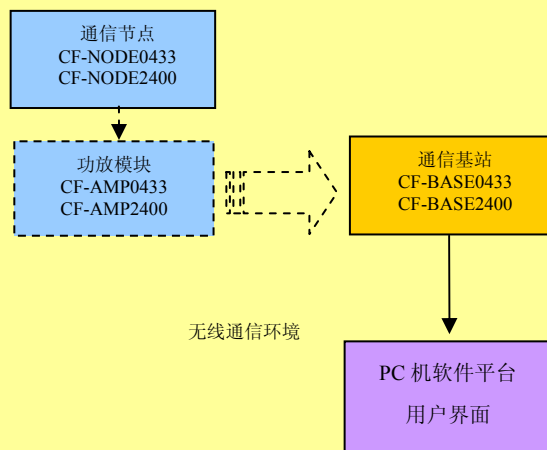 通信节点
CF-NODE0433
CF-NODE2400
功放模块
CF-AMP0433
CF-AMP2400
通信基站
CF-BASE0433
CF-BASE2400
无线通信环境
PC 机软件平台
用户界面